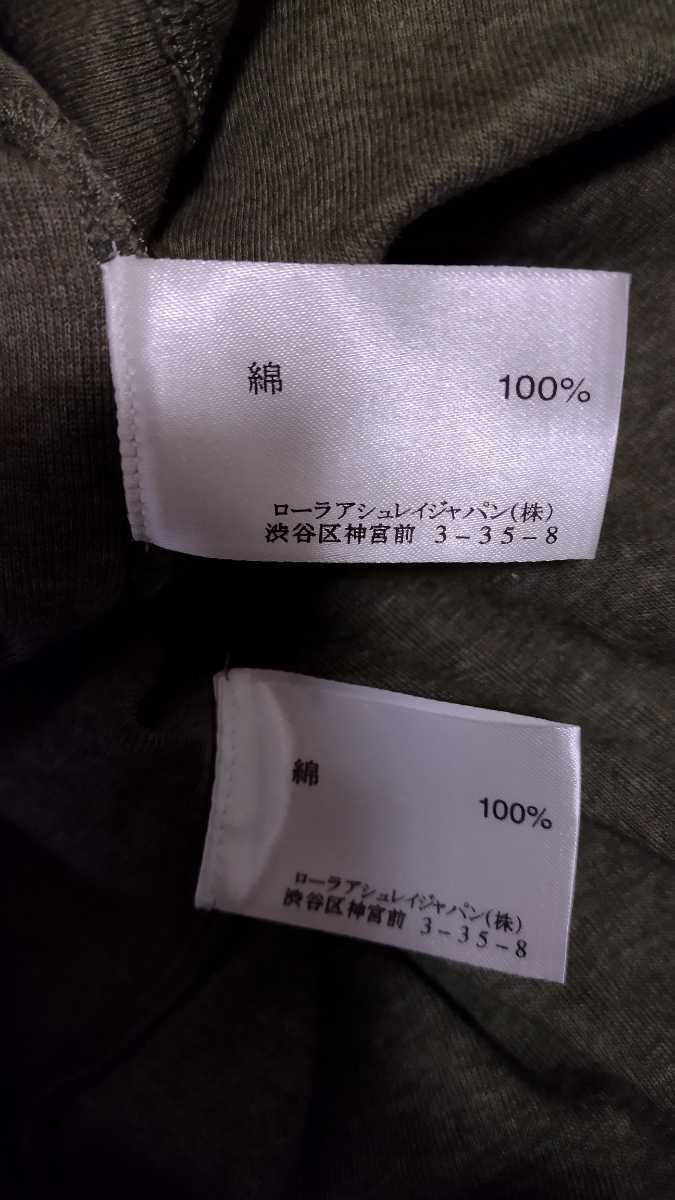 綿 100%
ローラアシュレイジャパン(株)
渋谷区神宮前 3-35-8
綿 100%
ローラアシュレイジャパン(株)
渋谷区神宮前 3-35-8